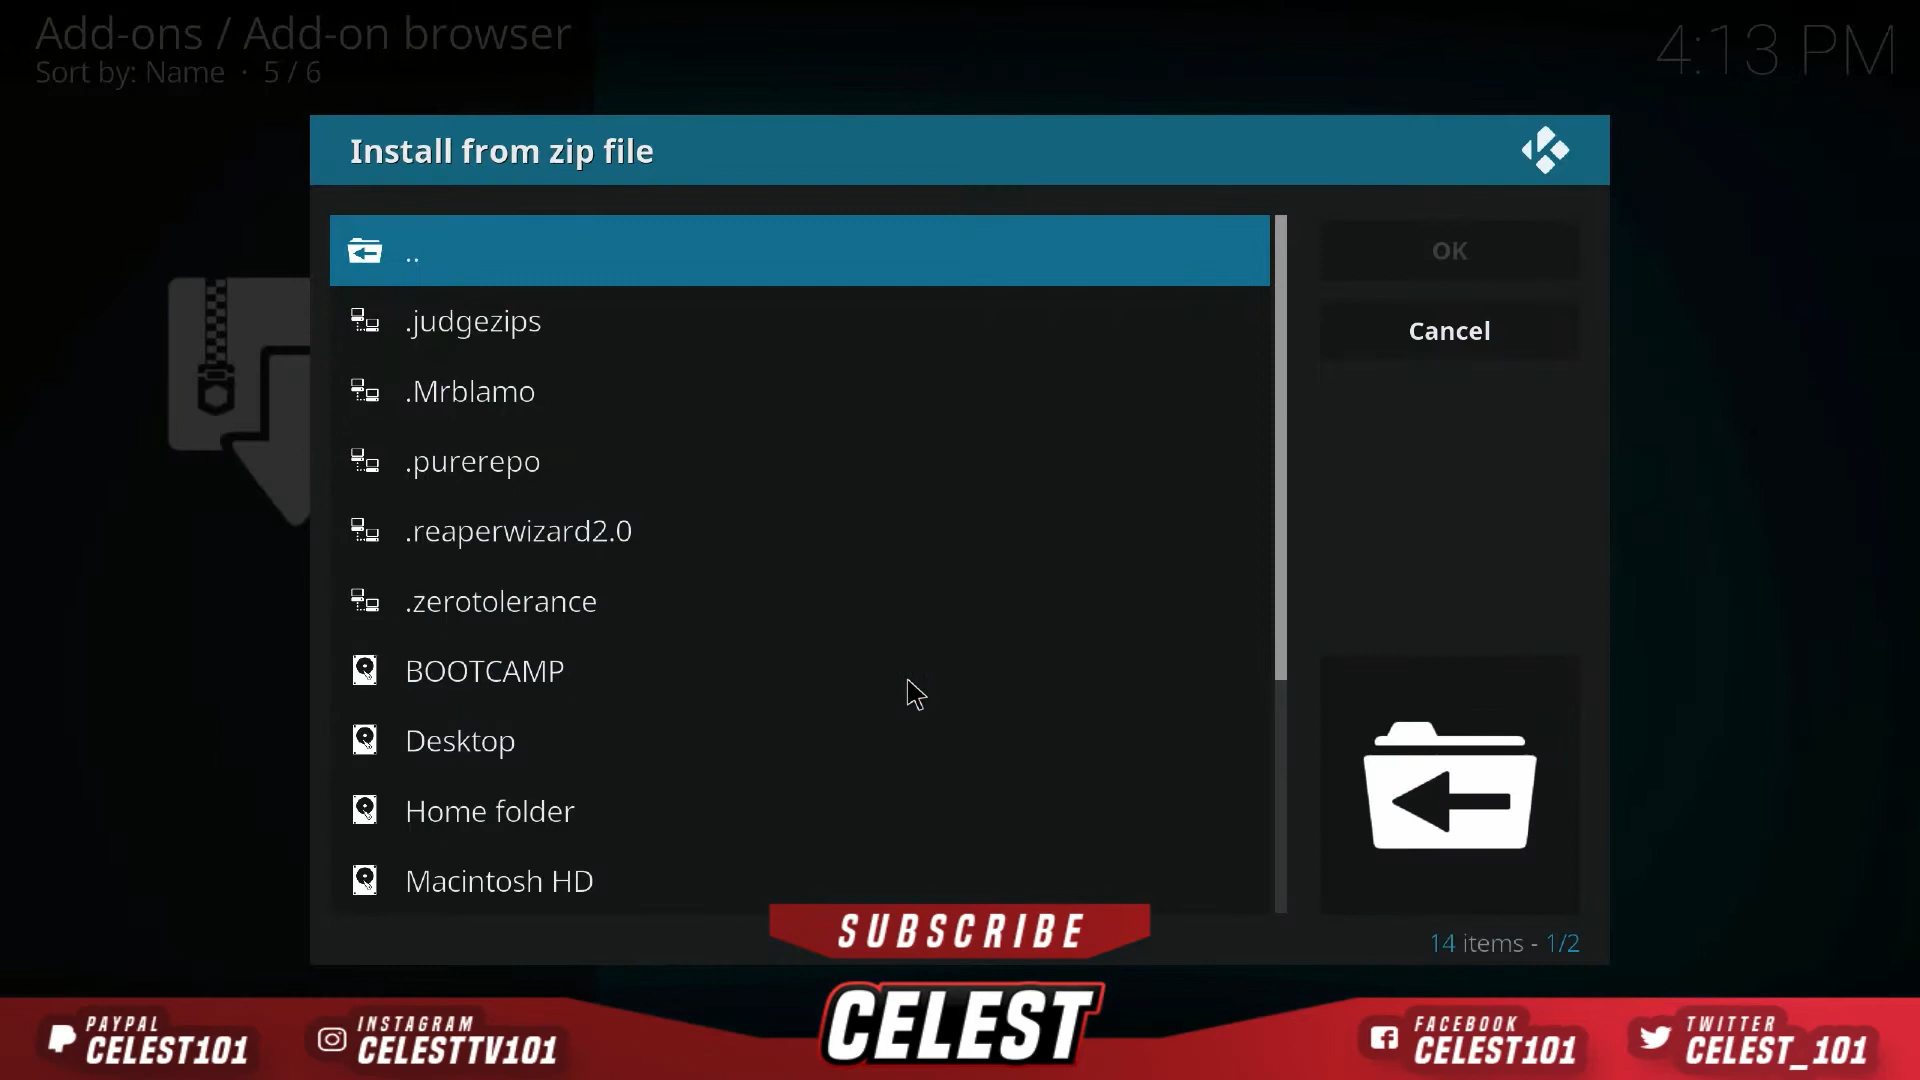 Add-ons / Add-on browser
Sort by: Name · 5 / 6
4:13 PM
Install from zip file
..
.judgezips
.Mrblamo
.purerepo
.reaperwizard2.0
.zerotolerance
BOOTCAMP
Desktop
Home folder
Macintosh HD
OK
Cancel
14 items - 1/2
SUBSCRIBE
CELEST
PAYPAL
CELEST101
INSTAGRAM
CELESTTV101
FACEBOOK
CELEST101
TWITTER
CELEST_101